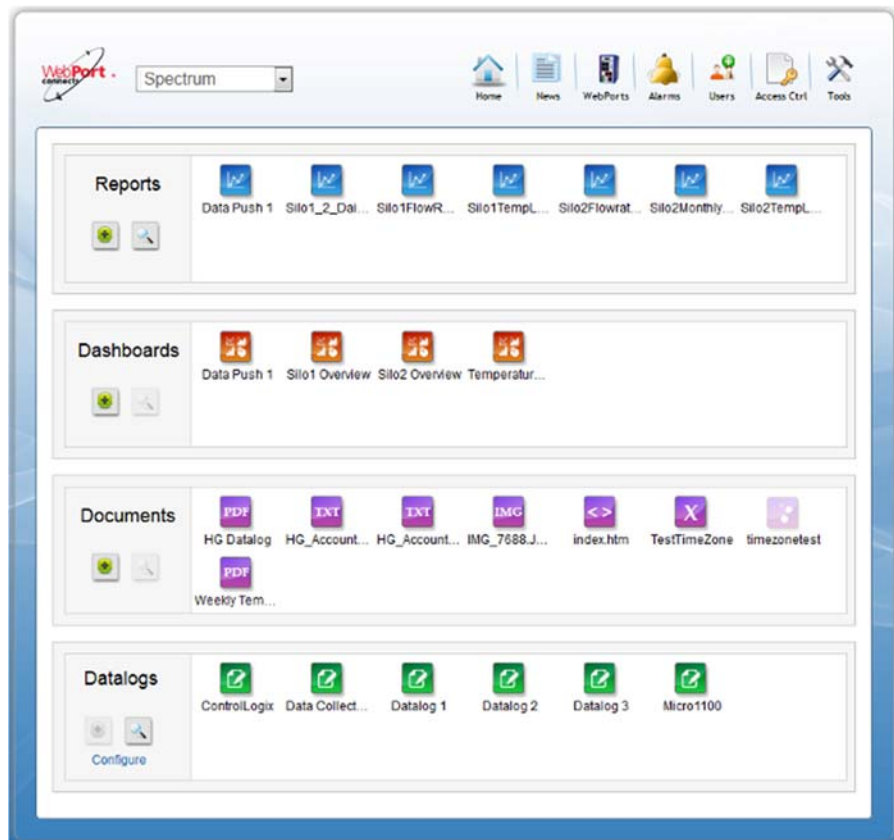 WebPort.
connects
Spectrum
Home News WebPorts Alarms Users Access Ctrl Tools
Reports
Data Push 1 Silo1_2_Dai... Silo1FlowR... Silo1TempL... Silo2Flowrat... Silo2Monthly... Silo2TempL...
Dashboards
Data Push 1 Silo1 Overview Silo2 Overview Temperatur...
Documents
PDF TXT TXT IMG <> X
HG Datalog HG_Account... HG_Account... IMG_7688.J... index.htm TestTimeZone timezonetest
PDF
Weekly Tem...
Datalogs
ControlLogix Data Collect... Datalog 1 Datalog 2 Datalog 3 Micro1100
Configure